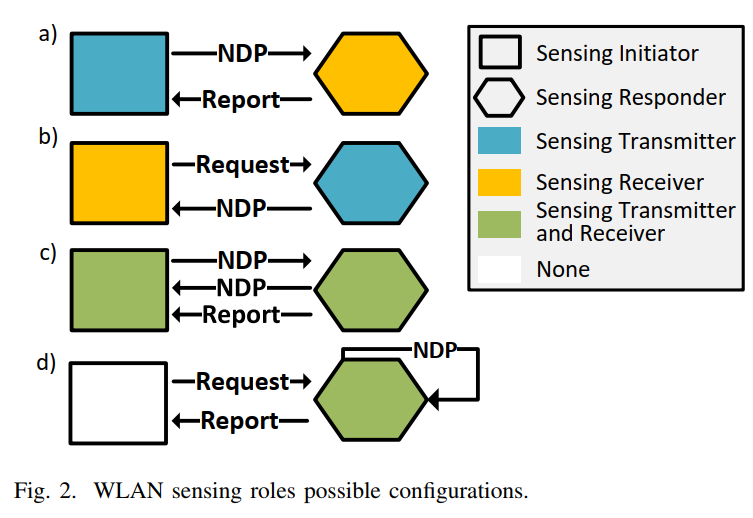 a)
NDP
Report
b)
Request
NDP
c)
NDP
NDP
Report
d)
NDP
Request
Report
Sensing Initiator
Sensing Responder
Sensing Transmitter
Sensing Receiver
Sensing Transmitter
and Receiver
None
Fig. 2. WLAN sensing roles possible configurations.